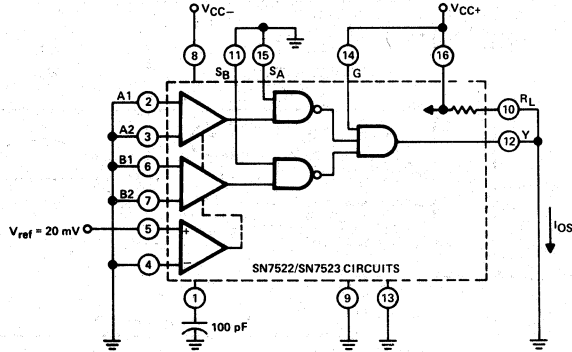 VCC−
VCC+
8
11
15
14
16
SB
SA
G
A1
2
RL
10
A2
3
Y
12
B1
6
B2
7
Vref = 20 mV
5
+
IOS
4
−
SN7522/SN7523 CIRCUITS
1
9
13
100 pF